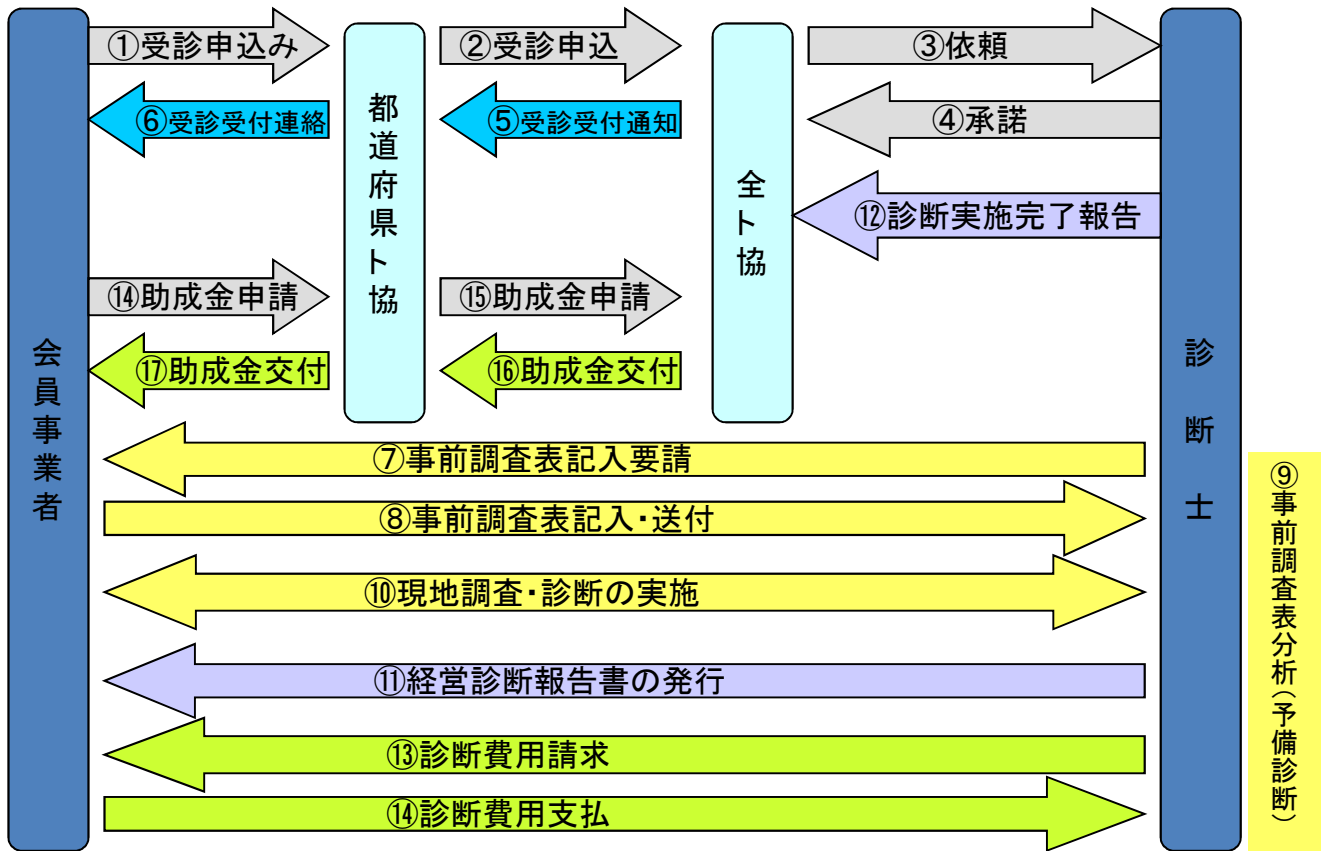 ①受診申込み
②受診申込
③依頼
⑥受診受付連絡
⑤受診受付通知
④承諾
都道府県ト協
全ト協
⑫診断実施完了報告
⑭助成金申請
⑮助成金申請
⑰助成金交付
⑯助成金交付
会員事業者
診断士
⑦事前調査表記入要請
⑧事前調査表記入・送付
⑨事前調査表分析(予備診断)
⑩現地調査・診断の実施
⑪経営診断報告書の発行
⑬診断費用請求
⑭診断費用支払